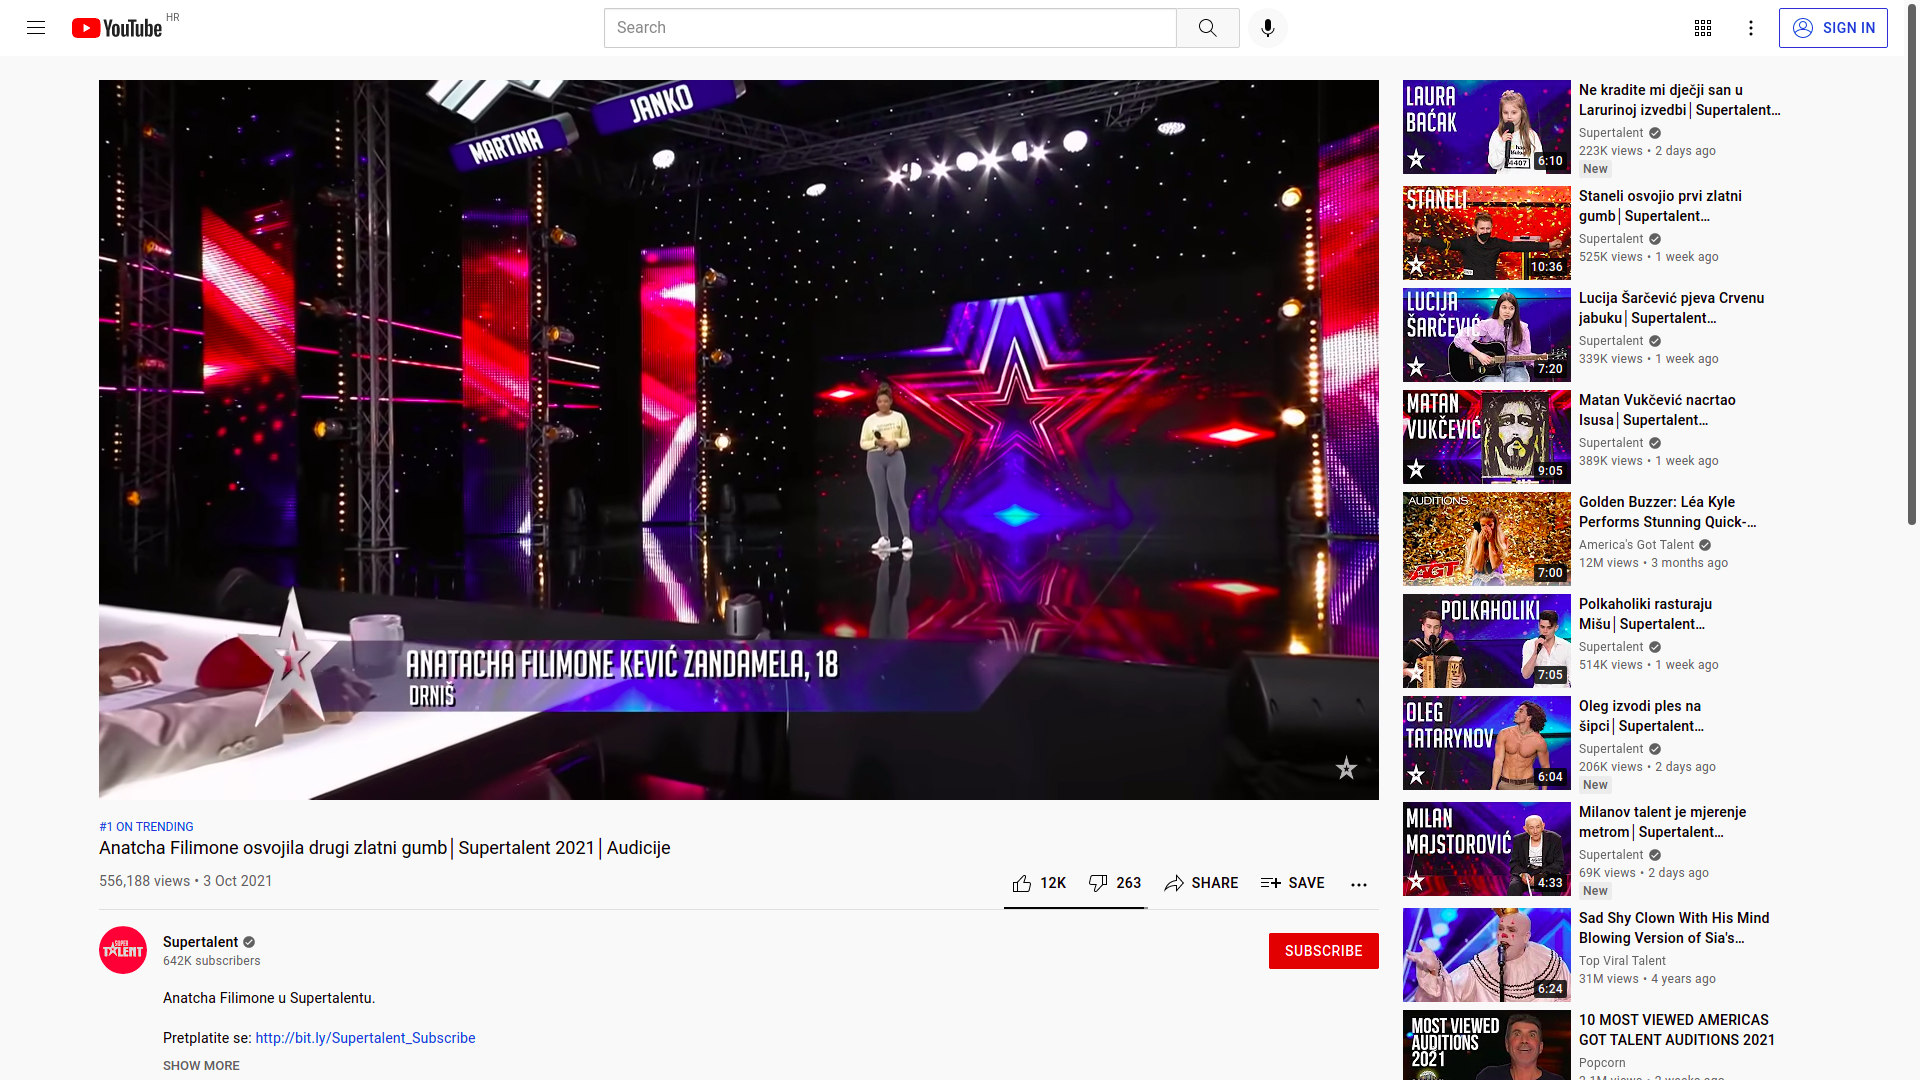 YouTube HR
Search
SIGN IN
MARTINA
JANKO
ANATACHA FILIMONE KEVIĆ ZANDAMELA, 18
DRNIŠ
#1 ON TRENDING
Anatcha Filimone osvojila drugi zlatni gumb│Supertalent 2021│Audicije
556,188 views • 3 Oct 2021
12K
263
SHARE
SAVE
SUPER
TALENT
Supertalent
642K subscribers
SUBSCRIBE
Anatcha Filimone u Supertalentu.
Pretplatite se: http://bit.ly/Supertalent_Subscribe
SHOW MORE
LAURA
BAĆAK
4407
6:10
Ne kradite mi dječji san u
Larurinoj izvedbi│Supertalent…
Supertalent
223K views • 2 days ago
New
STANELI
10:36
Staneli osvojio prvi zlatni
gumb│Supertalent…
Supertalent
525K views • 1 week ago
LUCIJA
ŠARČEVIĆ
7:20
Lucija Šarčević pjeva Crvenu
jabuku│Supertalent…
Supertalent
339K views • 1 week ago
MATAN
VUKČEVIĆ
9:05
Matan Vukčević nacrtao
Isusa│Supertalent…
Supertalent
389K views • 1 week ago
AUDITIONS
AGT
7:00
Golden Buzzer: Léa Kyle
Performs Stunning Quick-…
America's Got Talent
12M views • 3 months ago
POLKAHOLIKI
7:05
Polkaholiki rasturaju
Mišu│Supertalent…
Supertalent
514K views • 1 week ago
OLEG
TATARYNOV
6:04
Oleg izvodi ples na
šipci│Supertalent…
Supertalent
206K views • 2 days ago
New
MILAN
MAJSTOROVIĆ
4:33
Milanov talent je mjerenje
metrom│Supertalent…
Supertalent
69K views • 2 days ago
New
6:24
Sad Shy Clown With His Mind
Blowing Version of Sia's…
Top Viral Talent
31M views • 4 years ago
MOST VIEWED
AUDITIONS
2021
10 MOST VIEWED AMERICAS
GOT TALENT AUDITIONS 2021
Popcorn
2.1M views • 2 weeks ago